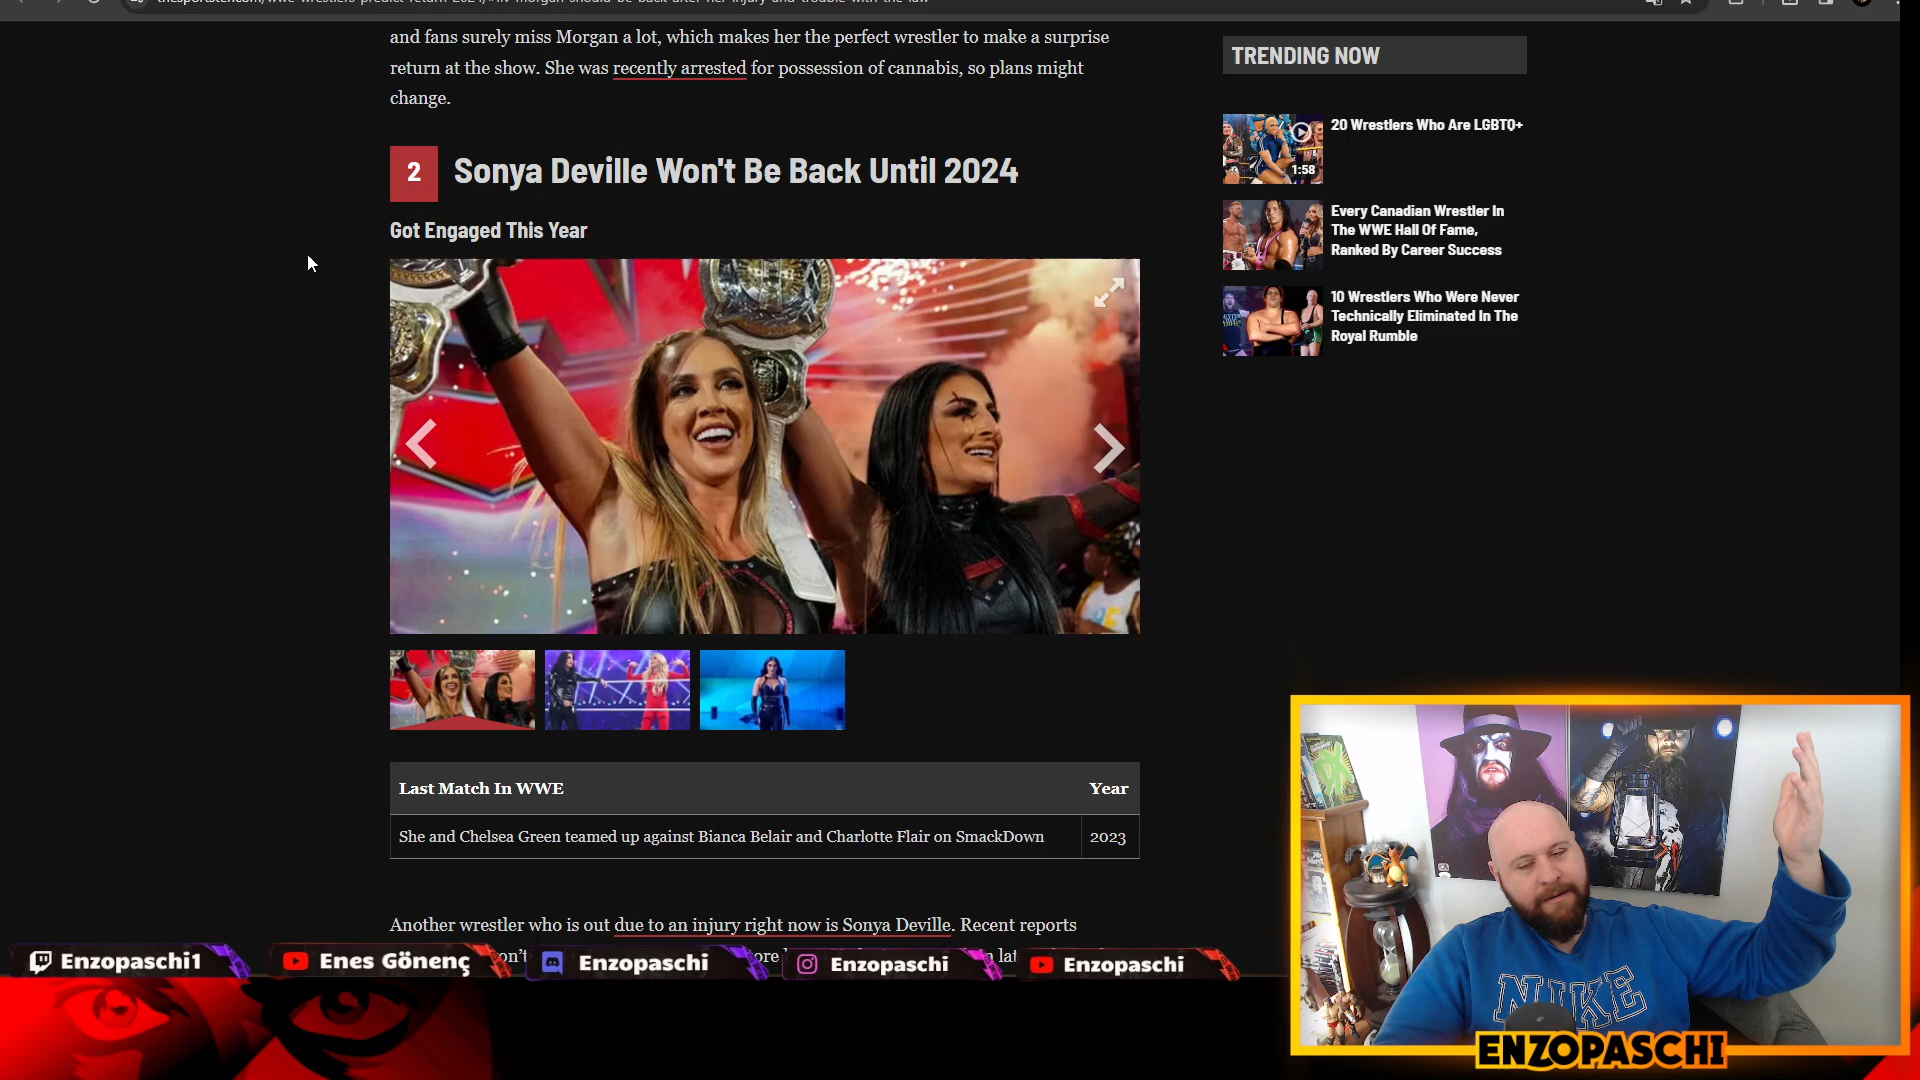 and fans surely miss Morgan a lot, which makes her the perfect wrestler to make a surprise
return at the show. She was recently arrested for possession of cannabis, so plans might
change.
2 Sonya Deville Won't Be Back Until 2024
Got Engaged This Year
Last Match In WWE Year
She and Chelsea Green teamed up against Bianca Belair and Charlotte Flair on SmackDown 2023
Another wrestler who is out due to an injury right now is Sonya Deville. Recent reports
TRENDING NOW
1:58
20 Wrestlers Who Are LGBTQ+
Every Canadian Wrestler In
The WWE Hall Of Fame,
Ranked By Career Success
10 Wrestlers Who Were Never
Technically Eliminated In The
Royal Rumble
Enzopaschi1 Enes Gönenç Enzopaschi Enzopaschi Enzopaschi
NIKE
ENZOPASCHI